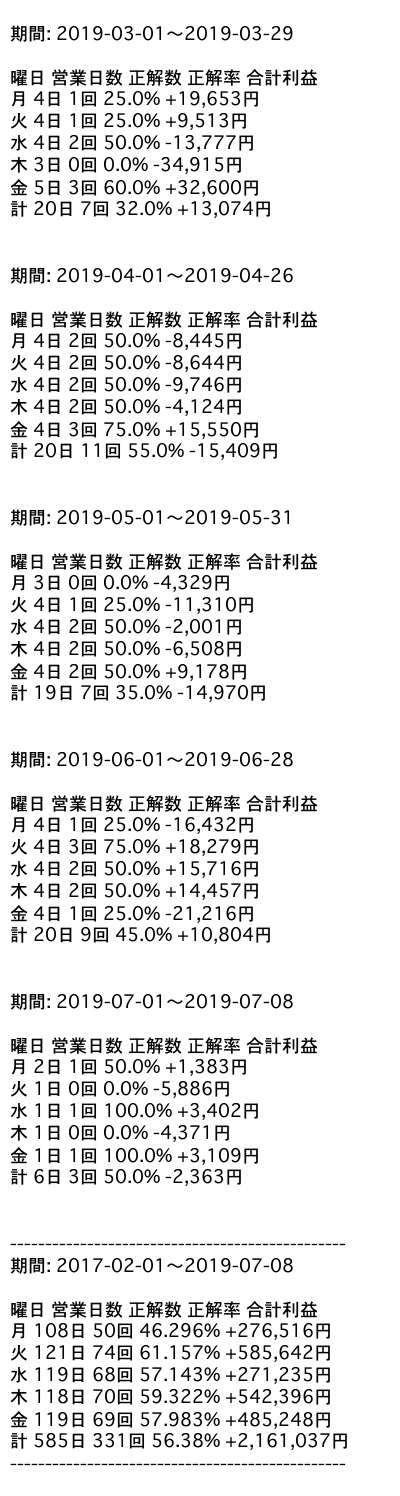 期間: 2019-03-01～2019-03-29
曜日 営業日数 正解数 正解率 合計利益
月 4日 1回 25.0% +19,653円
火 4日 1回 25.0% +9,513円
水 4日 2回 50.0% -13,777円
木 3日 0回 0.0% -34,915円
金 5日 3回 60.0% +32,600円
計 20日 7回 32.0% +13,074円
期間: 2019-04-01～2019-04-26
曜日 営業日数 正解数 正解率 合計利益
月 4日 2回 50.0% -8,445円
火 4日 2回 50.0% -8,644円
水 4日 2回 50.0% -9,746円
木 4日 2回 50.0% -4,124円
金 4日 3回 75.0% +15,550円
計 20日 11回 55.0% -15,409円
期間: 2019-05-01～2019-05-31
曜日 営業日数 正解数 正解率 合計利益
月 3日 0回 0.0% -4,329円
火 4日 1回 25.0% -11,310円
水 4日 2回 50.0% -2,001円
木 4日 2回 50.0% -6,508円
金 4日 2回 50.0% +9,178円
計 19日 7回 35.0% -14,970円
期間: 2019-06-01～2019-06-28
曜日 営業日数 正解数 正解率 合計利益
月 4日 1回 25.0% -16,432円
火 4日 3回 75.0% +18,279円
水 4日 2回 50.0% +15,716円
木 4日 2回 50.0% +14,457円
金 4日 1回 25.0% -21,216円
計 20日 9回 45.0% +10,804円
期間: 2019-07-01～2019-07-08
曜日 営業日数 正解数 正解率 合計利益
月 2日 1回 50.0% +1,383円
火 1日 0回 0.0% -5,886円
水 1日 1回 100.0% +3,402円
木 1日 0回 0.0% -4,371円
金 1日 1回 100.0% +3,109円
計 6日 3回 50.0% -2,363円
------------------------------------------------
期間: 2017-02-01～2019-07-08
曜日 営業日数 正解数 正解率 合計利益
月 108日 50回 46.296% +276,516円
火 121日 74回 61.157% +585,642円
水 119日 68回 57.143% +271,235円
木 118日 70回 59.322% +542,396円
金 119日 69回 57.983% +485,248円
計 585日 331回 56.38% +2,161,037円
------------------------------------------------